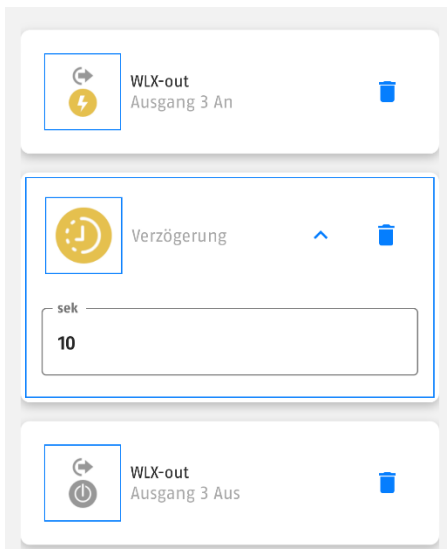 WLX-out
Ausgang 3 An
Verzögerung
sek
10
WLX-out
Ausgang 3 Aus